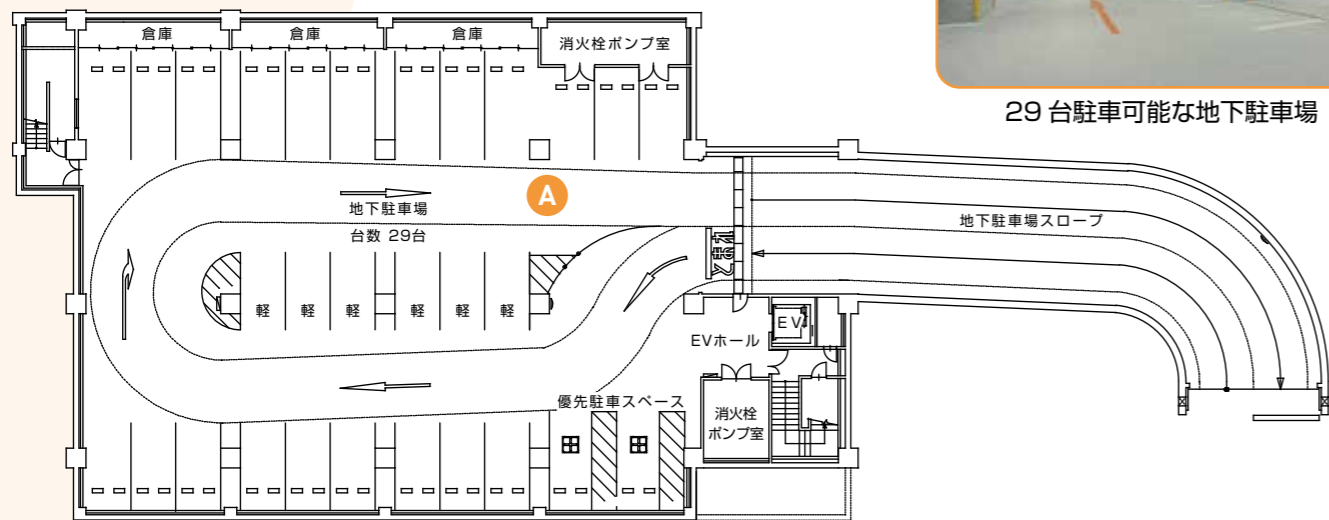 倉庫
倉庫
倉庫
消火栓ポンプ室
29 台駐車可能な地下駐車場
A
地下駐車場
台数 29台
地下駐車場スロープ
軽
軽
軽
軽
軽
軽
EV
EVホール
優先駐車スペース
消火栓
ポンプ室